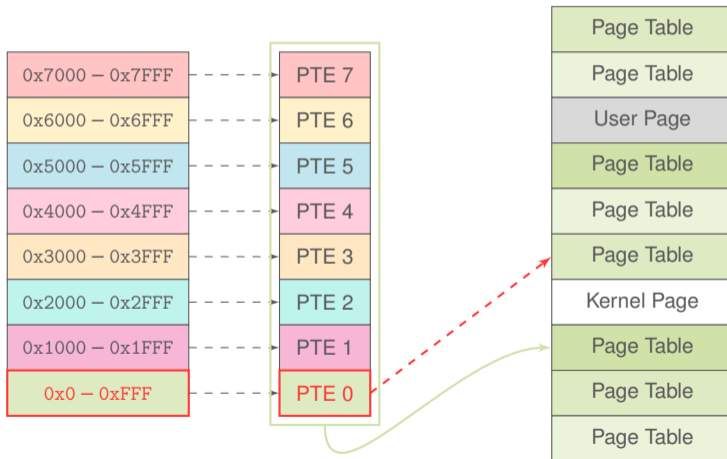 0x7000 – 0x7FFF
0x6000 – 0x6FFF
0x5000 – 0x5FFF
0x4000 – 0x4FFF
0x3000 – 0x3FFF
0x2000 – 0x2FFF
0x1000 – 0x1FFF
0x0 – 0xFFF
PTE 7
PTE 6
PTE 5
PTE 4
PTE 3
PTE 2
PTE 1
PTE 0
Page Table
Page Table
User Page
Page Table
Page Table
Page Table
Kernel Page
Page Table
Page Table
Page Table